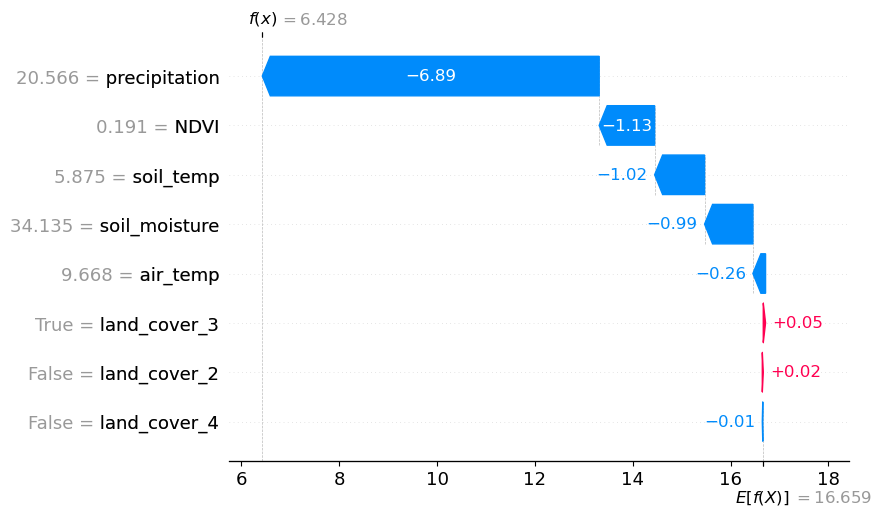 f(x) = 6.428
20.566 = precipitation
−6.89
0.191 = NDVI
−1.13
5.875 = soil_temp
−1.02
34.135 = soil_moisture
−0.99
9.668 = air_temp
−0.26
True = land_cover_3
+0.05
False = land_cover_2
+0.02
False = land_cover_4
−0.01
6 8 10 12 14 16 18
E[f(X)] = 16.659